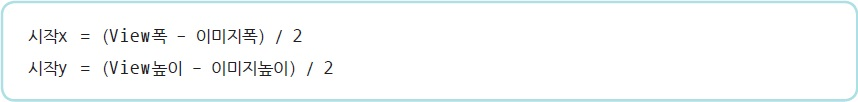 시작x = (View폭 - 이미지폭) / 2
시작y = (View높이 - 이미지높이) / 2